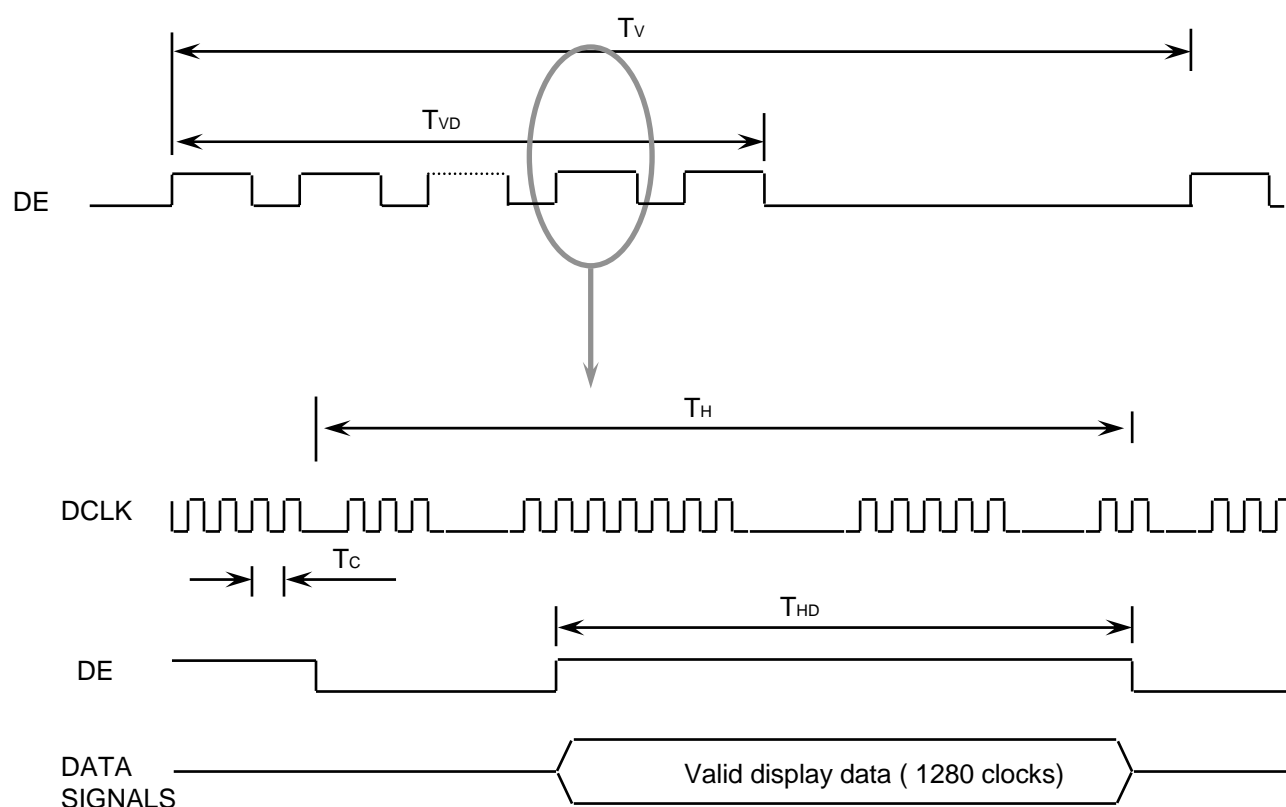 TV
TVD
DE
TH
DCLK
TC
THD
DE
DATA
SIGNALS
Valid display data ( 1280 clocks)